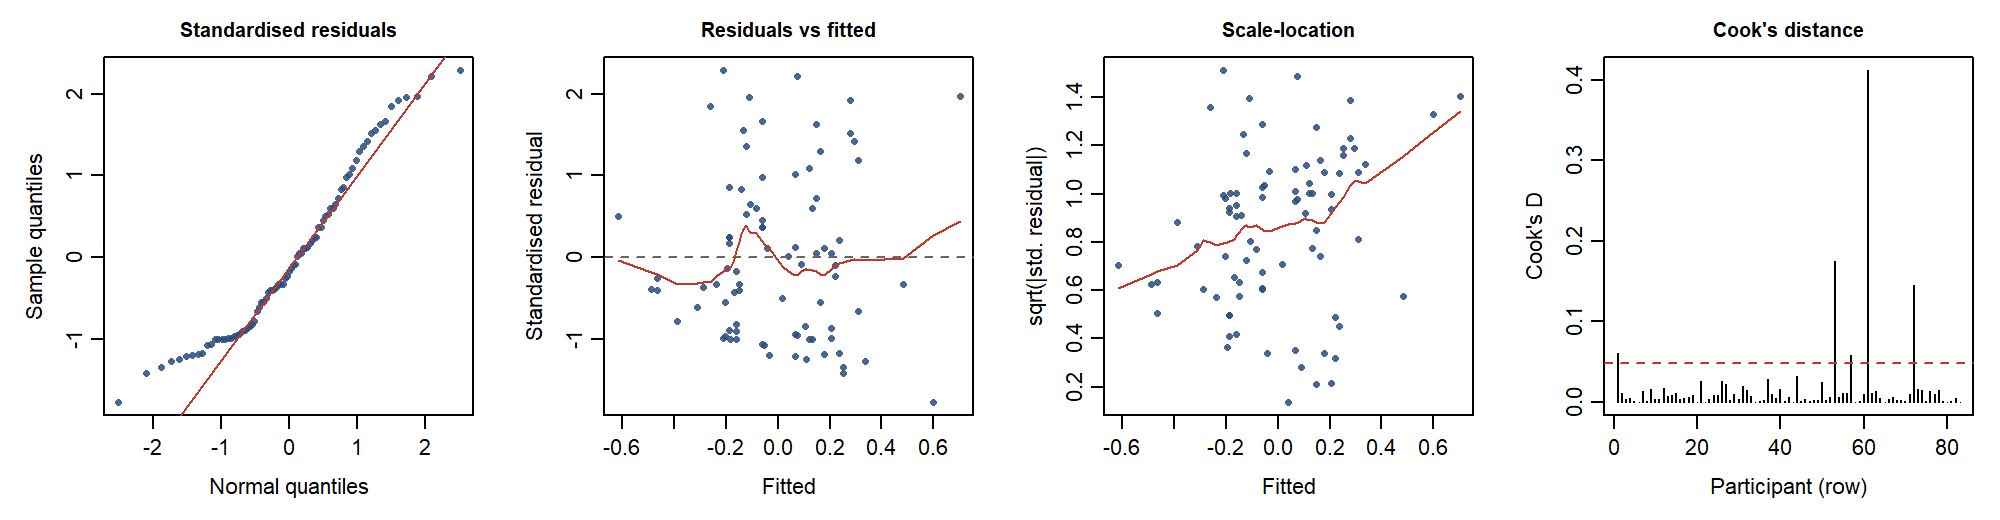 Standardised residuals
Sample quantiles
-1 0 1 2
-2 -1 0 1 2
Normal quantiles
Residuals vs fitted
Standardised residual
-1 0 1 2
-0.6 -0.2 0.0 0.2 0.4 0.6
Fitted
Scale-location
sqrt(|std. residual|)
0.2 0.4 0.6 0.8 1.0 1.2 1.4
-0.6 -0.2 0.0 0.2 0.4 0.6
Fitted
Cook's distance
Cook's D
0.0 0.1 0.2 0.3 0.4
0 20 40 60 80
Participant (row)